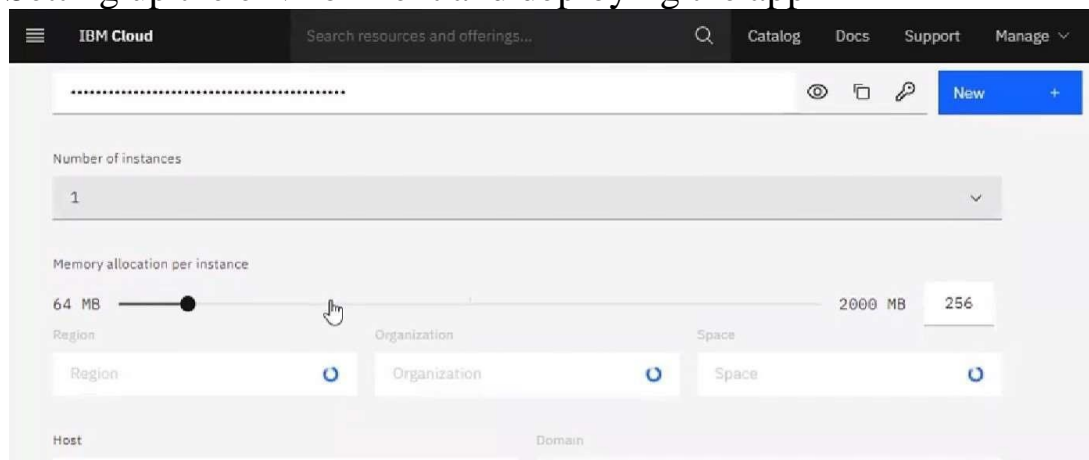 IBM Cloud Search resources and offerings... Catalog Docs Support Manage
New +
Number of instances
1
Memory allocation per instance
64 MB 2000 MB 256
Region Organization Space
Region Organization Space
Host Domain